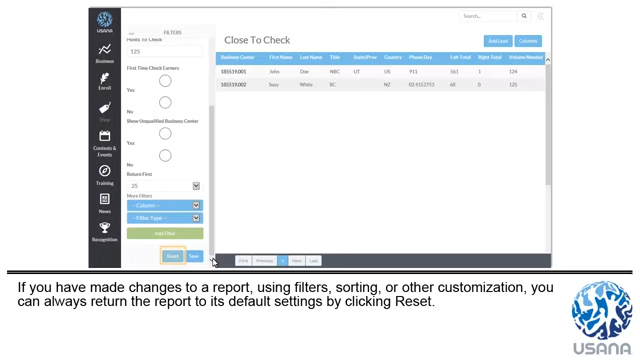 USANA
FILTERS
Search...
Points To Check
Close To Check
Add Lead
Columns
125
Business
Business Center
First Name
Last Name
Title
State/Prov
Country
Phone Day
Left Total
Right Total
Volume Needed
First Time Check Earners:
185519.001
John
Doe
NBC
UT
US
911
361
1
124
Enroll
Yes
185519.002
Susy
White
BC
NZ
02.4152755
68
0
125
No
Shop
Show Unqualified Business Center
Contests &
Events
Yes
No
Training
Return First
25
More Filters
News
--Column--
--Filter Type--
Recognition
Add Filter
Reset
Save
First
Previous
1
Next
Last
If you have made changes to a report, using filters, sorting, or other customization, you
can always return the report to its default settings by clicking Reset.
USANA